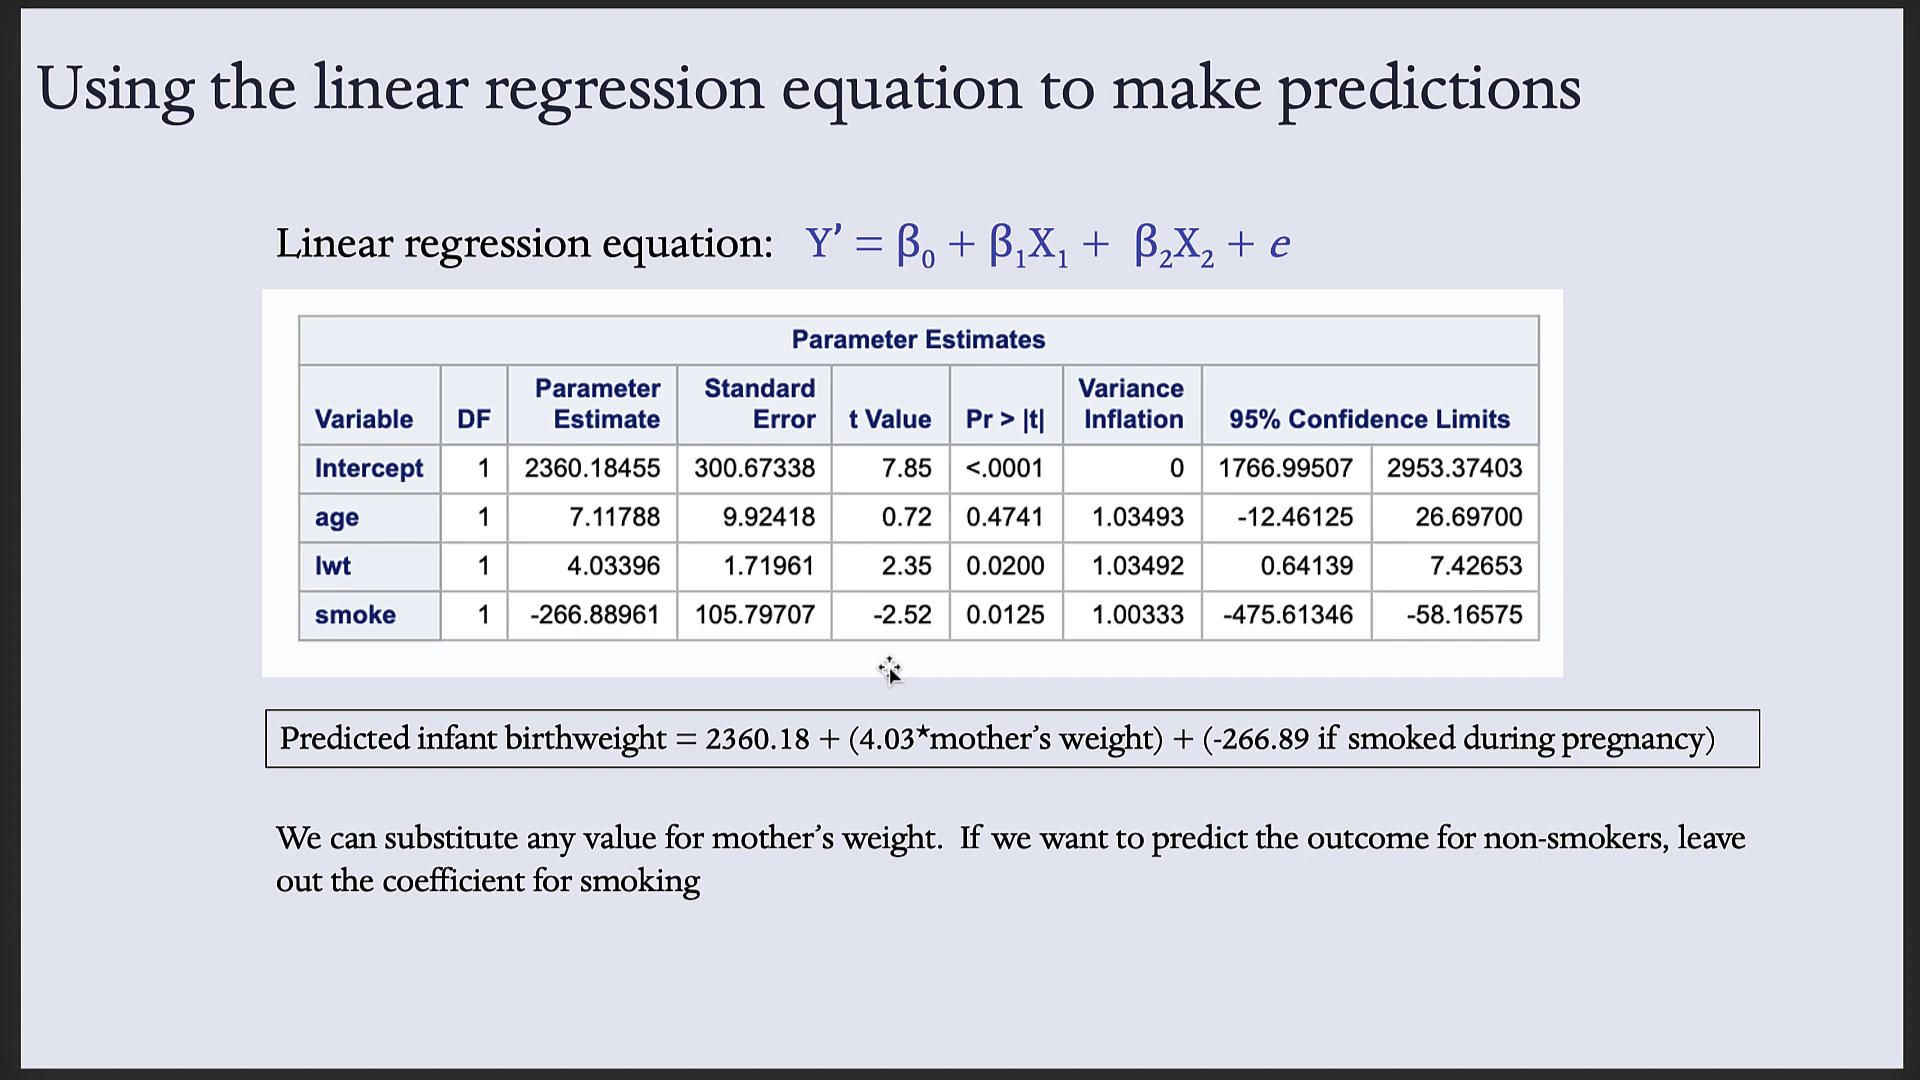 Using the linear regression equation to make predictions
Linear regression equation: Y’ = β₀ + β₁X₁ + β₂X₂ + e
Parameter Estimates
Variable DF Parameter Estimate Standard Error t Value Pr > |t| Variance Inflation 95% Confidence Limits
Intercept 1 2360.18455 300.67338 7.85 <.0001 0 1766.99507 2953.37403
age 1 7.11788 9.92418 0.72 0.4741 1.03493 -12.46125 26.69700
lwt 1 4.03396 1.71961 2.35 0.0200 1.03492 0.64139 7.42653
smoke 1 -266.88961 105.79707 -2.52 0.0125 1.00333 -475.61346 -58.16575
Predicted infant birthweight = 2360.18 + (4.03*mother’s weight) + (-266.89 if smoked during pregnancy)
We can substitute any value for mother’s weight. If we want to predict the outcome for non-smokers, leave
out the coefficient for smoking